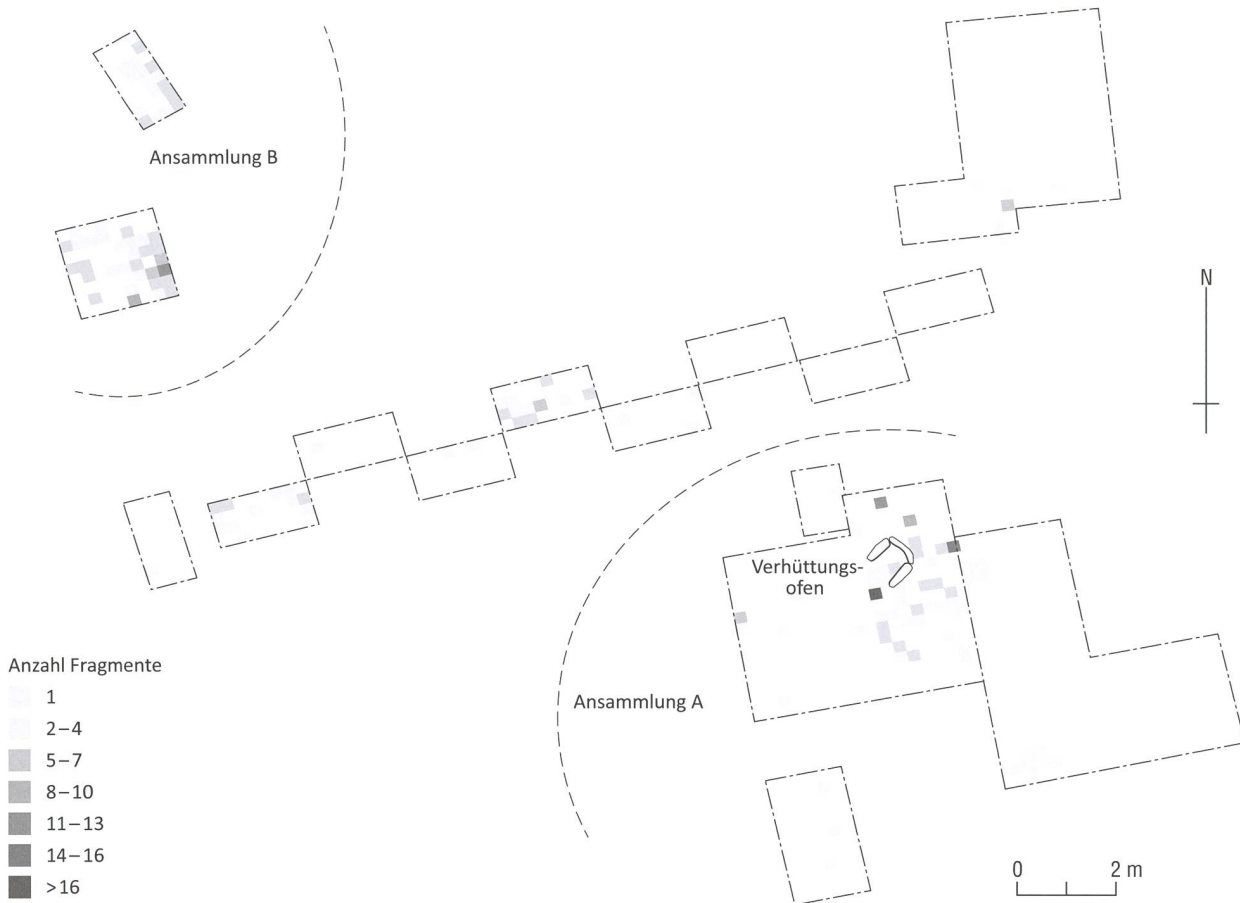 Ansammlung B
N
Verhüttungs-
ofen
Ansammlung A
Anzahl Fragmente
1
2–4
5–7
8–10
11–13
14–16
>16
0 2 m